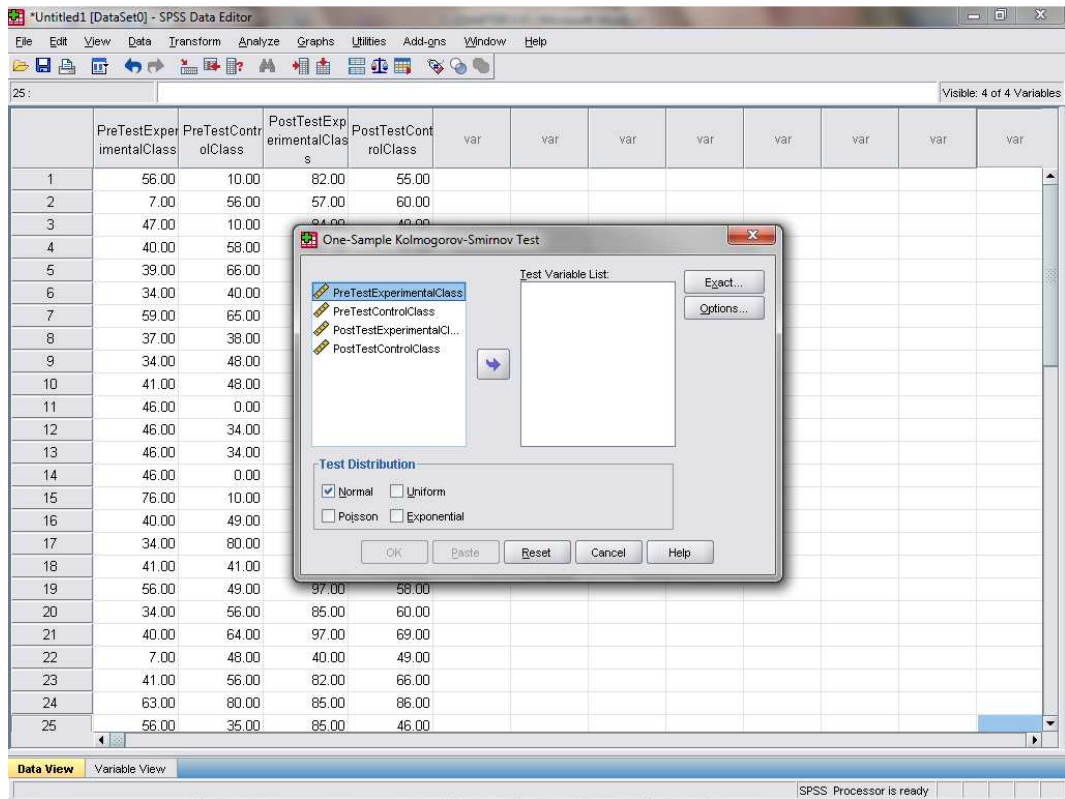 *Untitled1 [DataSet0] - SPSS Data Editor
File Edit View Data Transform Analyze Graphs Utilities Add-ons Window Help
25 :
Visible: 4 of 4 Variables
PreTestExperimentalClass PreTestControlClass PostTestExperimentalClass PostTestControlClass var var var var var var var var
1 56.00 10.00 82.00 55.00
2 7.00 56.00 57.00 60.00
3 47.00 10.00 84.00 40.00
4 40.00 58.00
5 39.00 66.00
6 34.00 40.00
7 59.00 65.00
8 37.00 38.00
9 34.00 48.00
10 41.00 48.00
11 46.00 0.00
12 46.00 34.00
13 46.00 34.00
14 46.00 0.00
15 76.00 10.00
16 40.00 49.00
17 34.00 80.00
18 41.00 41.00
19 56.00 49.00 97.00 58.00
20 34.00 56.00 85.00 60.00
21 40.00 64.00 97.00 69.00
22 7.00 48.00 40.00 49.00
23 41.00 56.00 82.00 66.00
24 63.00 80.00 85.00 86.00
25 56.00 35.00 85.00 46.00
One-Sample Kolmogorov-Smirnov Test
PreTestExperimentalClass
PreTestControlClass
PostTestExperimentalCl...
PostTestControlClass
Test Variable List:
Exact...
Options...
Test Distribution
Normal Uniform
Poisson Exponential
OK Paste Reset Cancel Help
Data View Variable View
SPSS Processor is ready